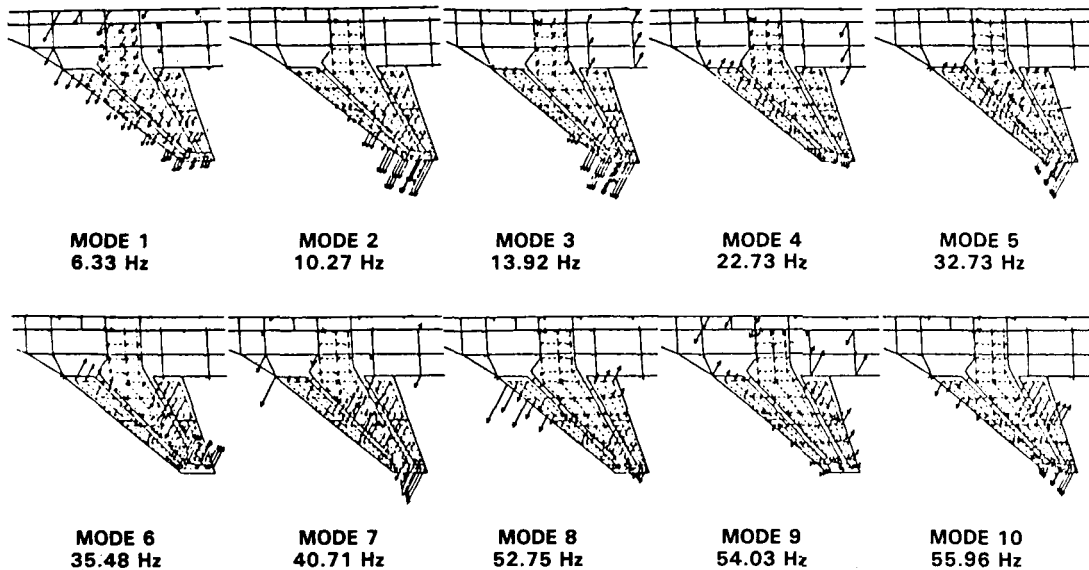 MODE 1 MODE 2 MODE 3 MODE 4 MODE 5
6.33 Hz 10.27 Hz 13.92 Hz 22.73 Hz 32.73 Hz
MODE 6 MODE 7 MODE 8 MODE 9 MODE 10
35.48 Hz 40.71 Hz 52.75 Hz 54.03 Hz 55.96 Hz